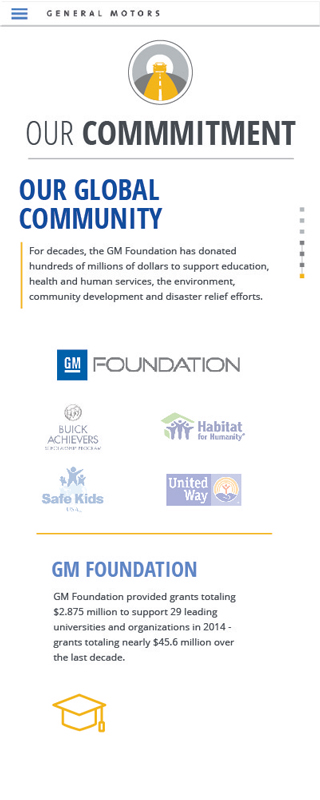 GENERAL MOTORS
OUR COMMMITMENT
OUR GLOBAL
COMMUNITY
For decades, the GM Foundation has donated
hundreds of millions of dollars to support education,
health and human services, the environment,
community development and disaster relief efforts.
GM FOUNDATION
BUICK
ACHIEVERS
SCHOLARSHIP PROGRAM
Habitat
for Humanity®
Safe Kids
USA
United
Way
GM FOUNDATION
GM Foundation provided grants totaling
$2.875 million to support 29 leading
universities and organizations in 2014 -
grants totaling nearly $45.6 million over
the last decade.